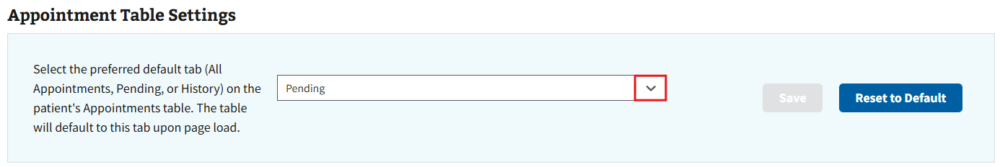 Appointment Table Settings
Select the preferred default tab (All
Appointments, Pending, or History) on the
patient's Appointments table. The table
will default to this tab upon page load.
Pending
Save
Reset to Default